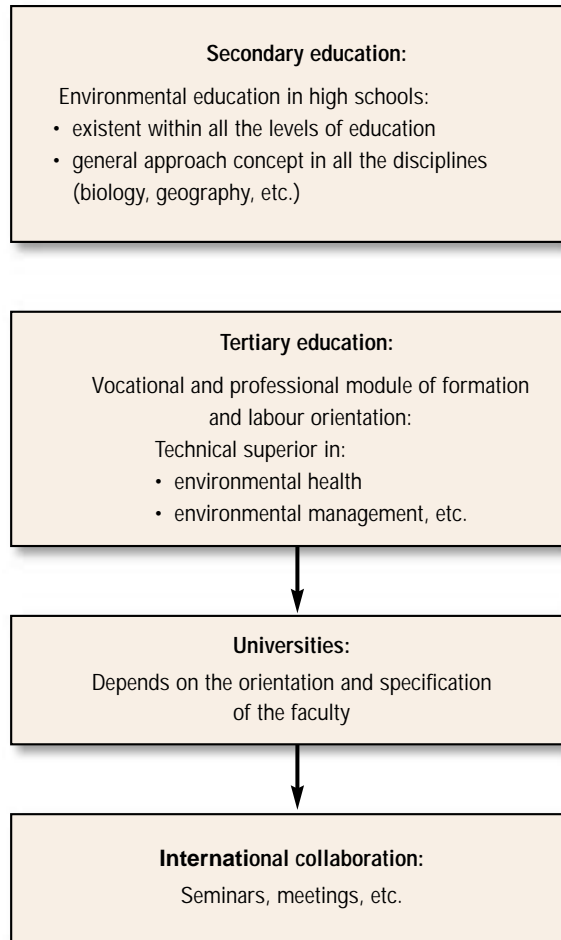 Secondary education:
Environmental education in high schools:
• existent within all the levels of education
• general approach concept in all the disciplines
(biology, geography, etc.)
Tertiary education:
Vocational and professional module of formation
and labour orientation:
Technical superior in:
• environmental health
• environmental management, etc.
Universities:
Depends on the orientation and specification
of the faculty
International collaboration:
Seminars, meetings, etc.